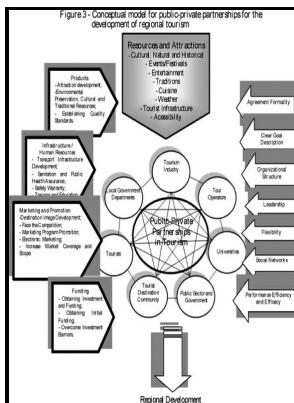 Figure 3 - Conceptual model for public-private partnerships for the
development of regional tourism
Resources and Attractions
-Cultural, Natural and Historical
- Events/Festivals
- Entertainment
- Traditions
- Cuisine
- Weather
- Tourist Infrastructure
- Acessibility
Products
- Attraction development,
-Environmental
Preservation, Cultural and
Traditional Resources;
- Establishing Quality
Standards.
Infrastructure /
Human Resources
- Transport Infrastructure
Development;
- Sanitation and Public
HealthAssurance;
- Safety Warranty;
Marketing and Promotion
-Destination Image Development;
- Face the Competition;
- Marketing Program Promotion;
- Electronic Marketing;
- Increase Market Coverage and
Scope
Funding
- Obtaining Investment
and Funding;
- Obtaining Initial
Funding;
- Overcome Investment
Barriers.
Tourism
Industry
Local Government
Departments
Tour
Operators
Public-Private
Partnerships
in Tourism
Tourists
Universities
Tourist
Destination
Community
Public Sector and
Government
Agreement Formality
Clear Goal
Description
Organizational
Structure
Leadership
Flexibility
Social Networks
Performance Efficiency
and Efficacy
Regional Development